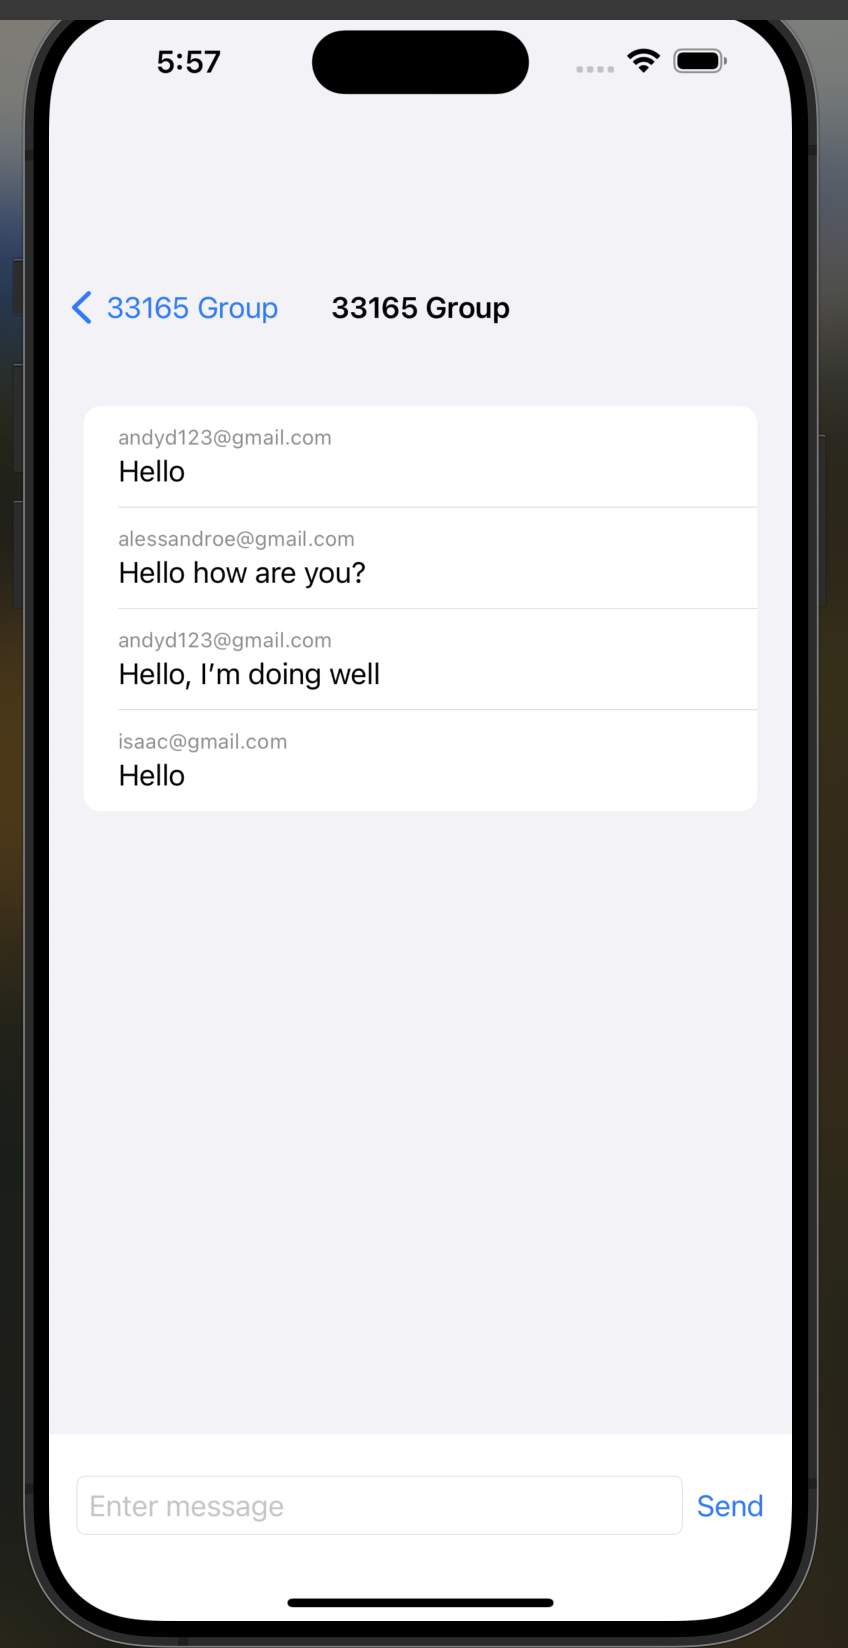 5:57
33165 Group
33165 Group
andyd123@gmail.com
Hello
alessandroe@gmail.com
Hello how are you?
andyd123@gmail.com
Hello, I’m doing well
isaac@gmail.com
Hello
Enter message
Send